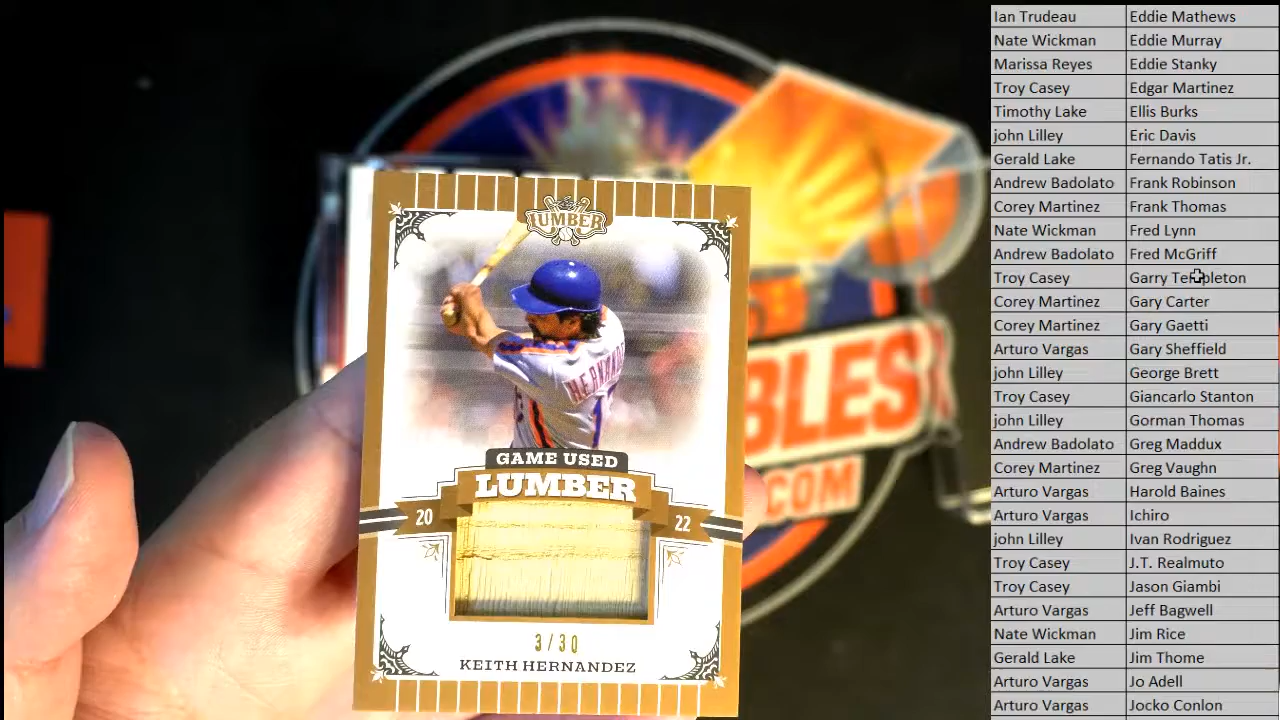 LUMBER
HERNANDEZ
GAME USED
LUMBER
20 22
3/30
KEITH HERNANDEZ
BLES
.COM
Ian Trudeau Eddie Mathews
Nate Wickman Eddie Murray
Marissa Reyes Eddie Stanky
Troy Casey Edgar Martinez
Timothy Lake Ellis Burks
john Lilley Eric Davis
Gerald Lake Fernando Tatis Jr.
Andrew Badolato Frank Robinson
Corey Martinez Frank Thomas
Nate Wickman Fred Lynn
Andrew Badolato Fred McGriff
Troy Casey Garry Templeton
Corey Martinez Gary Carter
Corey Martinez Gary Gaetti
Arturo Vargas Gary Sheffield
john Lilley George Brett
Troy Casey Giancarlo Stanton
john Lilley Gorman Thomas
Andrew Badolato Greg Maddux
Corey Martinez Greg Vaughn
Arturo Vargas Harold Baines
Arturo Vargas Ichiro
john Lilley Ivan Rodriguez
Troy Casey J.T. Realmuto
Troy Casey Jason Giambi
Arturo Vargas Jeff Bagwell
Nate Wickman Jim Rice
Gerald Lake Jim Thome
Arturo Vargas Jo Adell
Arturo Vargas Jocko Conlon